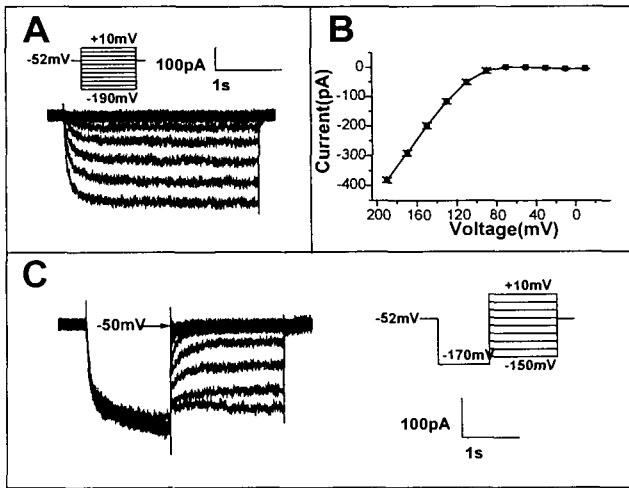 A
+10mV
-52mV
-190mV
100pA
1s
B
Current(pA)
0
-100
-200
-300
-400
200 160 120 80 40 0
Voltage(mV)
C
-50mV
+10mV
-52mV
-170mV
-150mV
100pA
1s